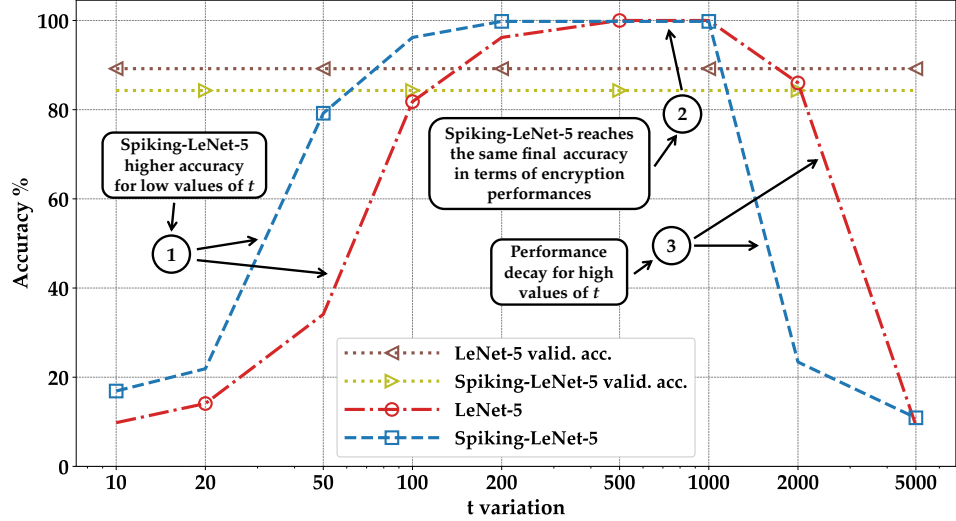 100
80
60
40
20
0
Accuracy %
Spiking-LeNet-5
higher accuracy
for low values of t
1
Spiking-LeNet-5 reaches
the same final accuracy
in terms of encryption
performances
2
Performance
decay for high
values of t
3
LeNet-5 valid. acc.
Spiking-LeNet-5 valid. acc.
LeNet-5
Spiking-LeNet-5
10 20 50 100 200 500 1000 2000 5000
t variation